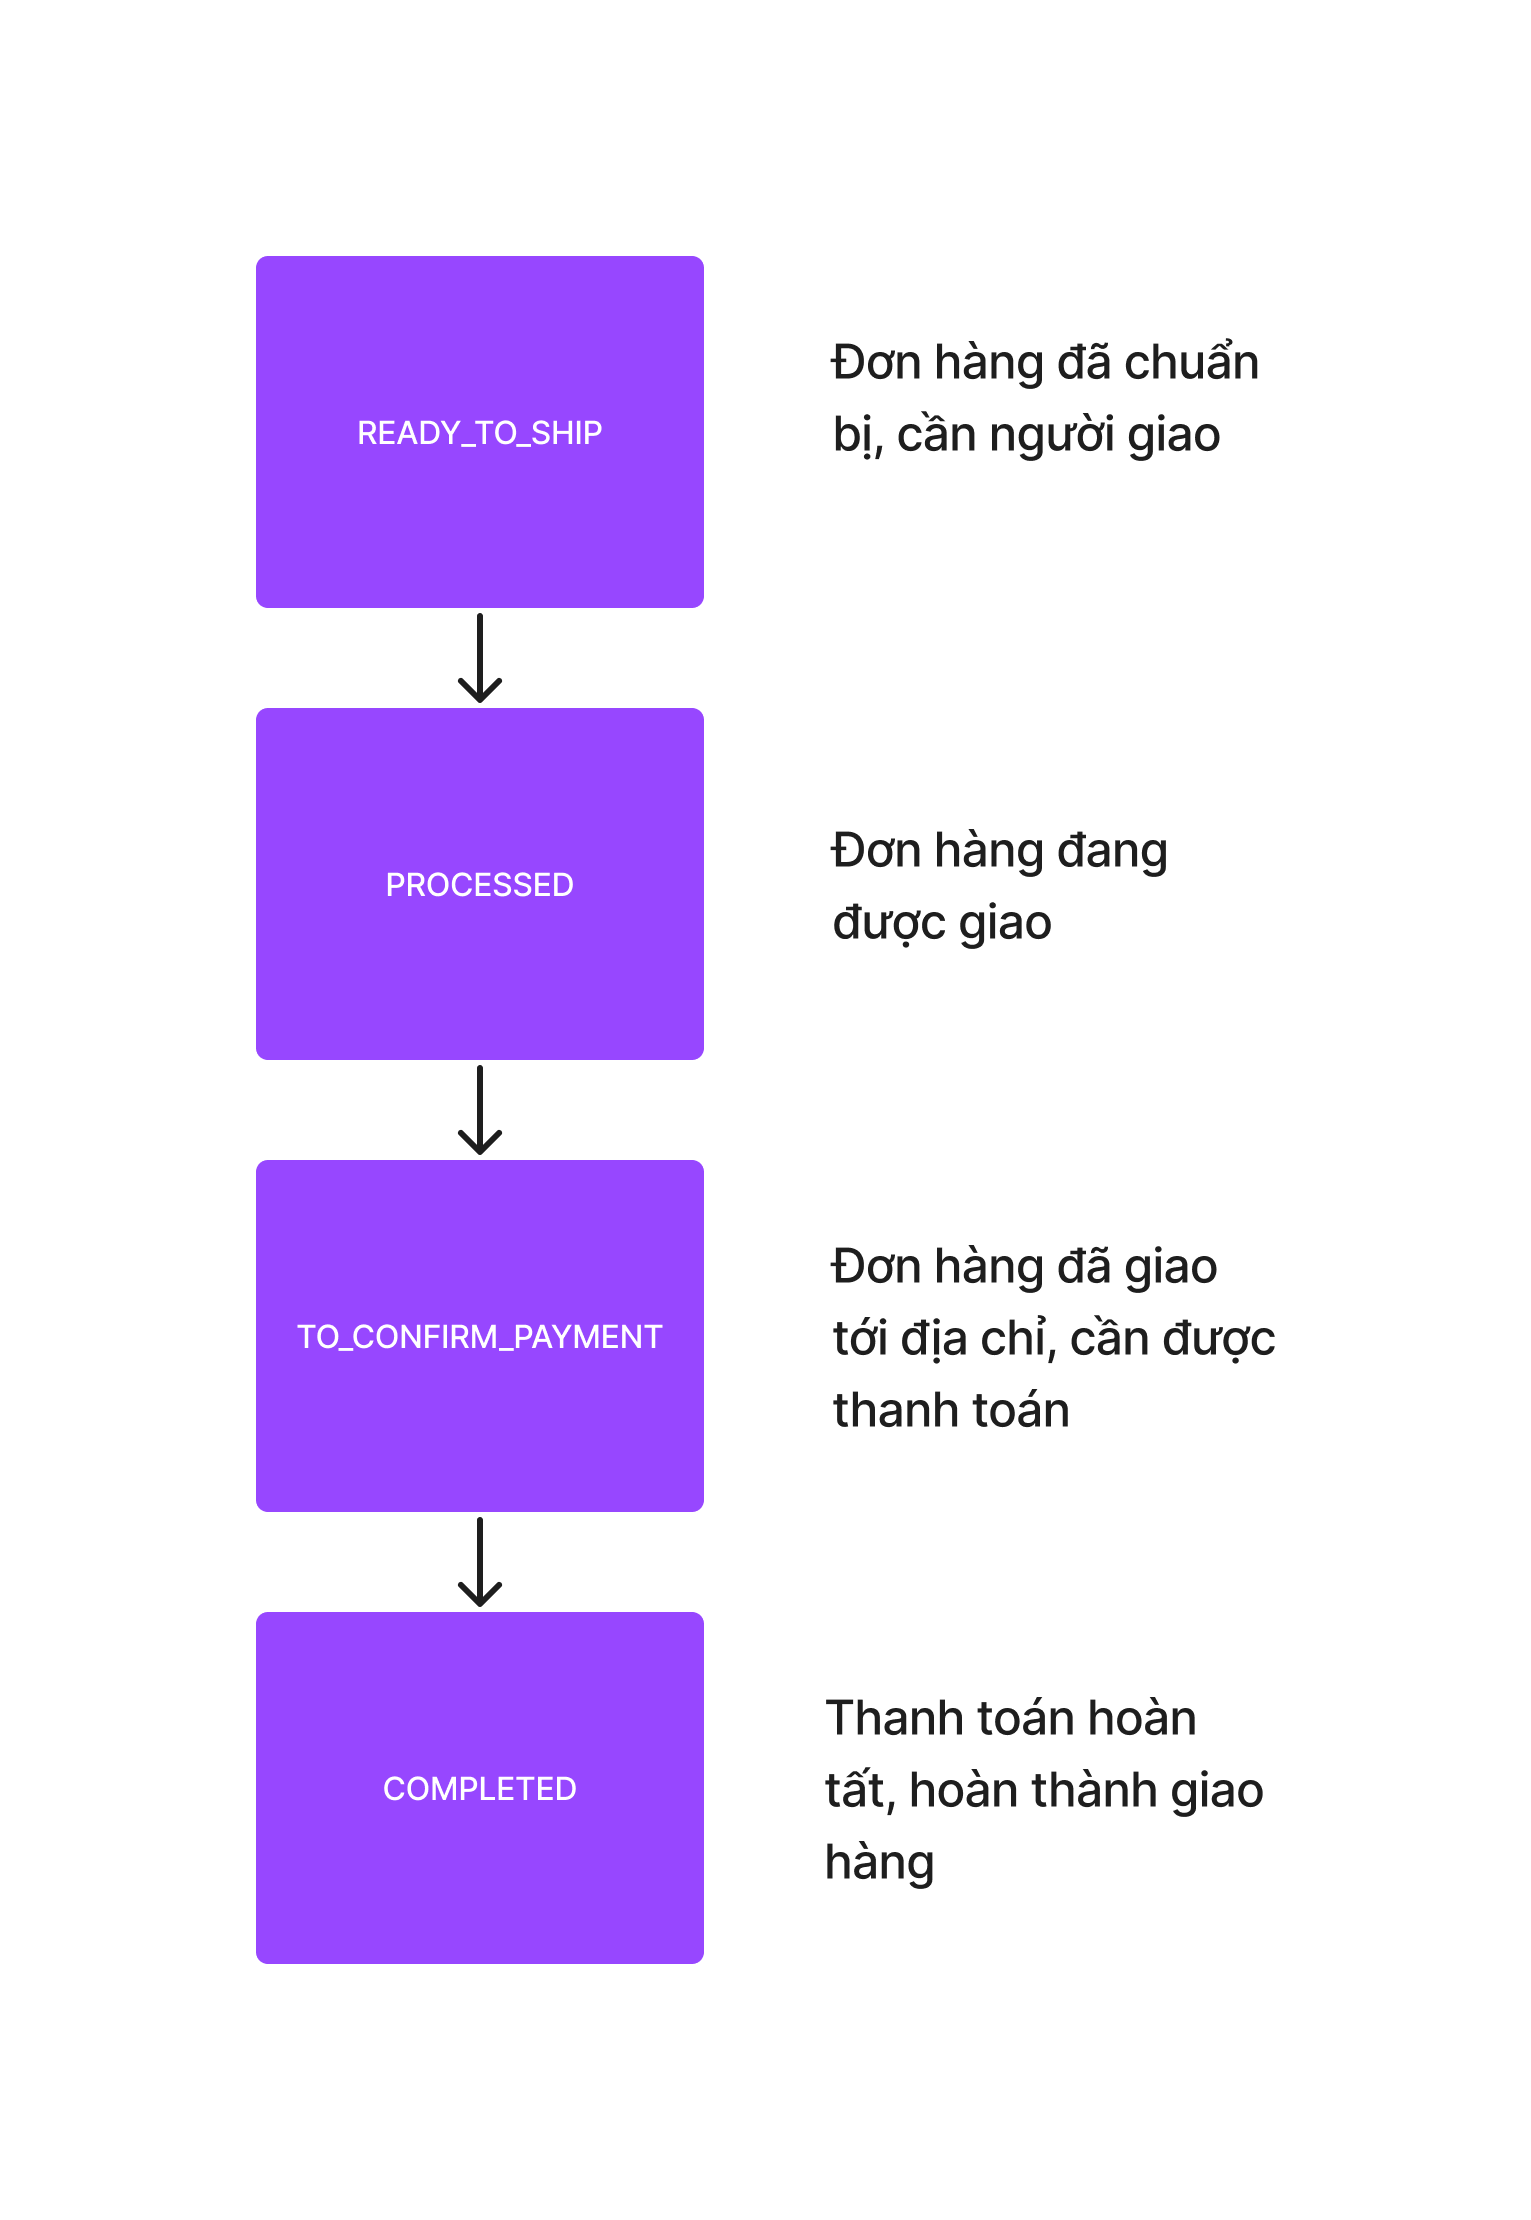 READY_TO_SHIP
Đơn hàng đã chuẩn
bị, cần người giao
PROCESSED
Đơn hàng đang
được giao
TO_CONFIRM_PAYMENT
Đơn hàng đã giao
tới địa chỉ, cần được
thanh toán
COMPLETED
Thanh toán hoàn
tất, hoàn thành giao
hàng